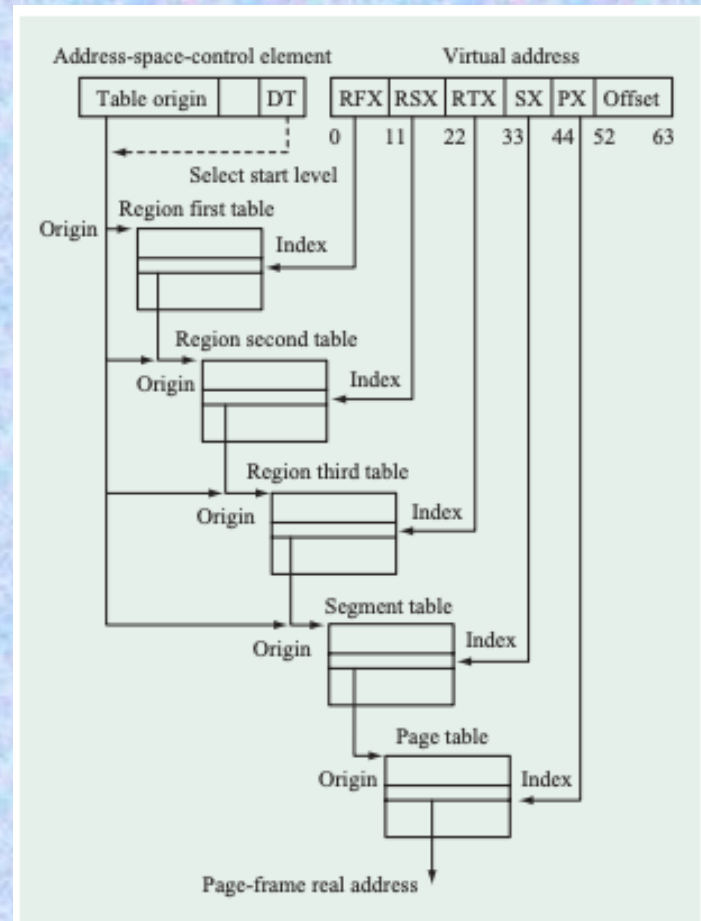 Address-space-control element Virtual address
Table origin DT RFX RSX RTX SX PX Offset
0 11 22 33 44 52 63
Select start level
Region first table
Origin
Index
Region second table
Origin
Index
Region third table
Origin
Index
Segment table
Origin
Index
Page table
Origin
Index
Page-frame real address